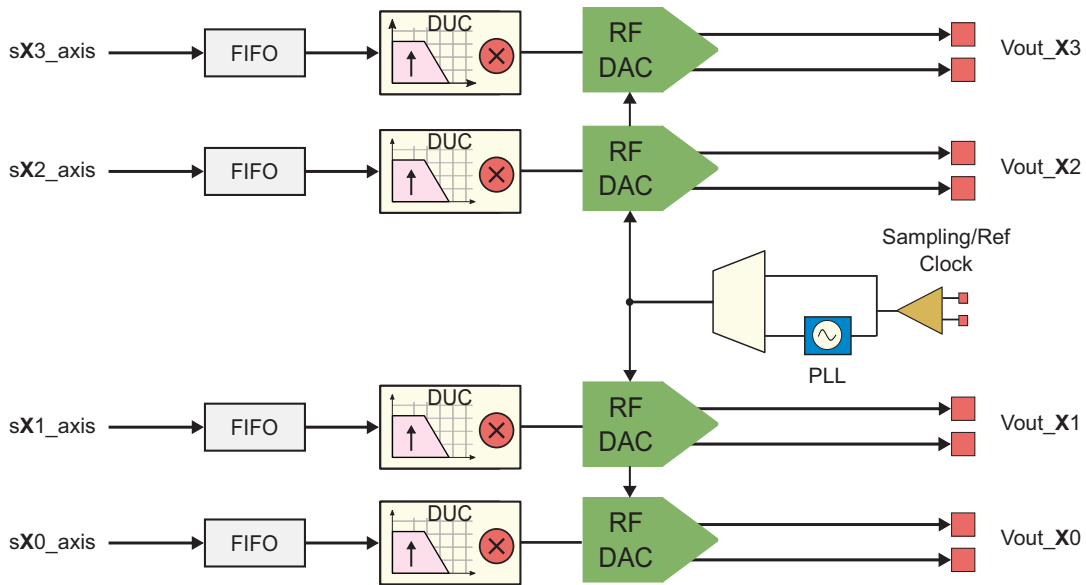 sX3_axis
FIFO
DUC
RF
DAC
Vout_X3
sX2_axis
FIFO
DUC
RF
DAC
Vout_X2
Sampling/Ref
Clock
PLL
sX1_axis
FIFO
DUC
RF
DAC
Vout_X1
sX0_axis
FIFO
DUC
RF
DAC
Vout_X0